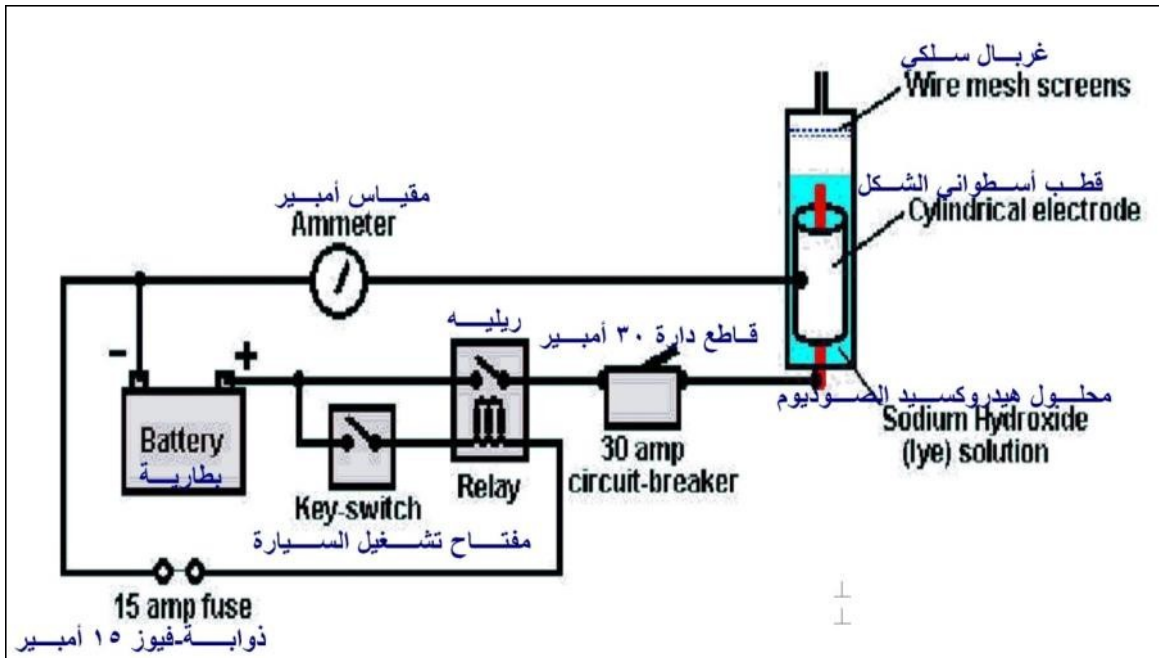 غربال سلكي
Wire mesh screens
قطب أسطواني الشكل
Cylindrical electrode
مقياس أمبير
Ammeter
ريليه
قاطع دارة ٣٠ أمبير
-
+
محلول هيدروكسيد الصوديوم
Sodium Hydroxide
(lye) solution
Battery
بطارية
30 amp
circuit-breaker
Relay
Key-switch
مفتاح تشغيل السيارة
15 amp fuse
ذوابة-فيوز ١٥ أمبير